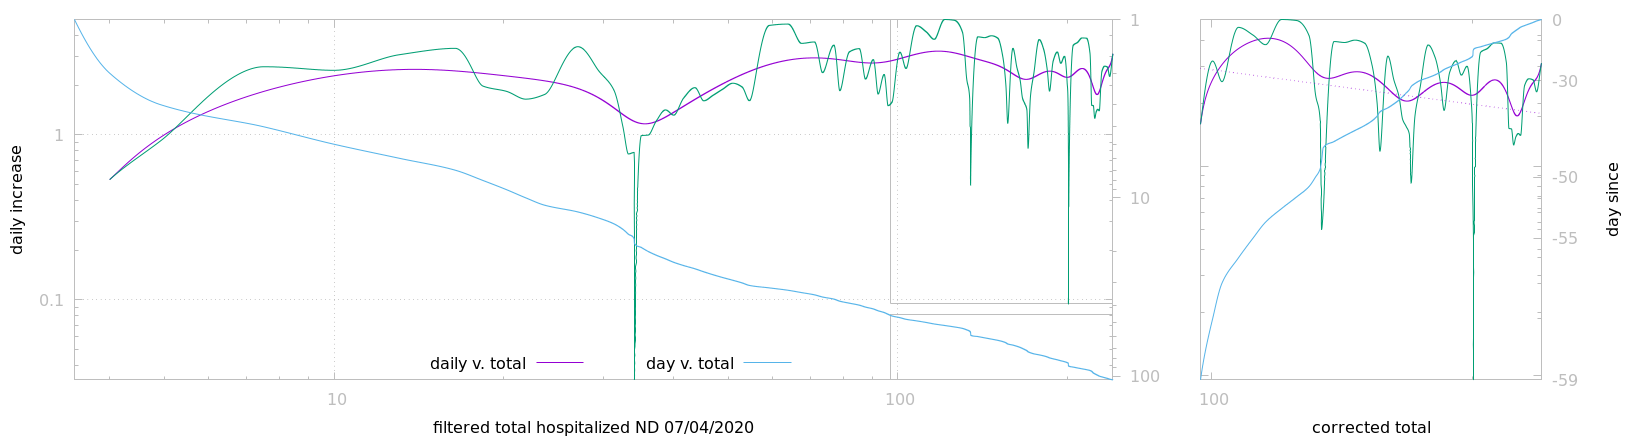 daily increase
1
0.1
daily v. total
day v. total
10
100
filtered total hospitalized ND 07/04/2020
1
10
100
100
corrected total
0
-30
-50
-55
-59
day since